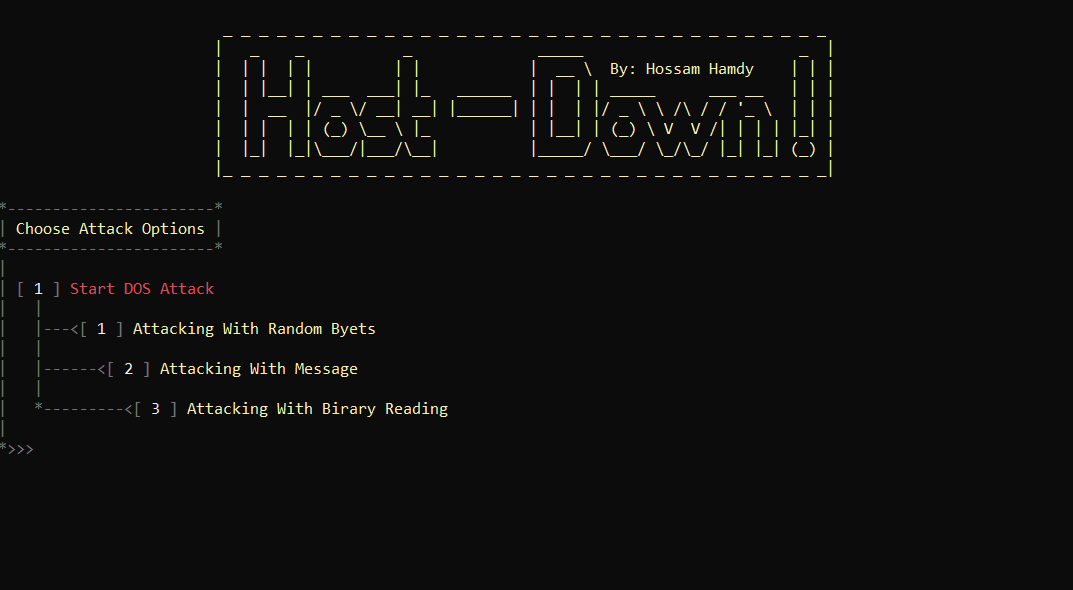 Host - Down!
By: Hossam Hamdy
Choose Attack Options
[ 1 ] Start DOS Attack
---<[ 1 ] Attacking With Random Byets
------<[ 2 ] Attacking With Message
*---------<[ 3 ] Attacking With Birary Reading
*>>>